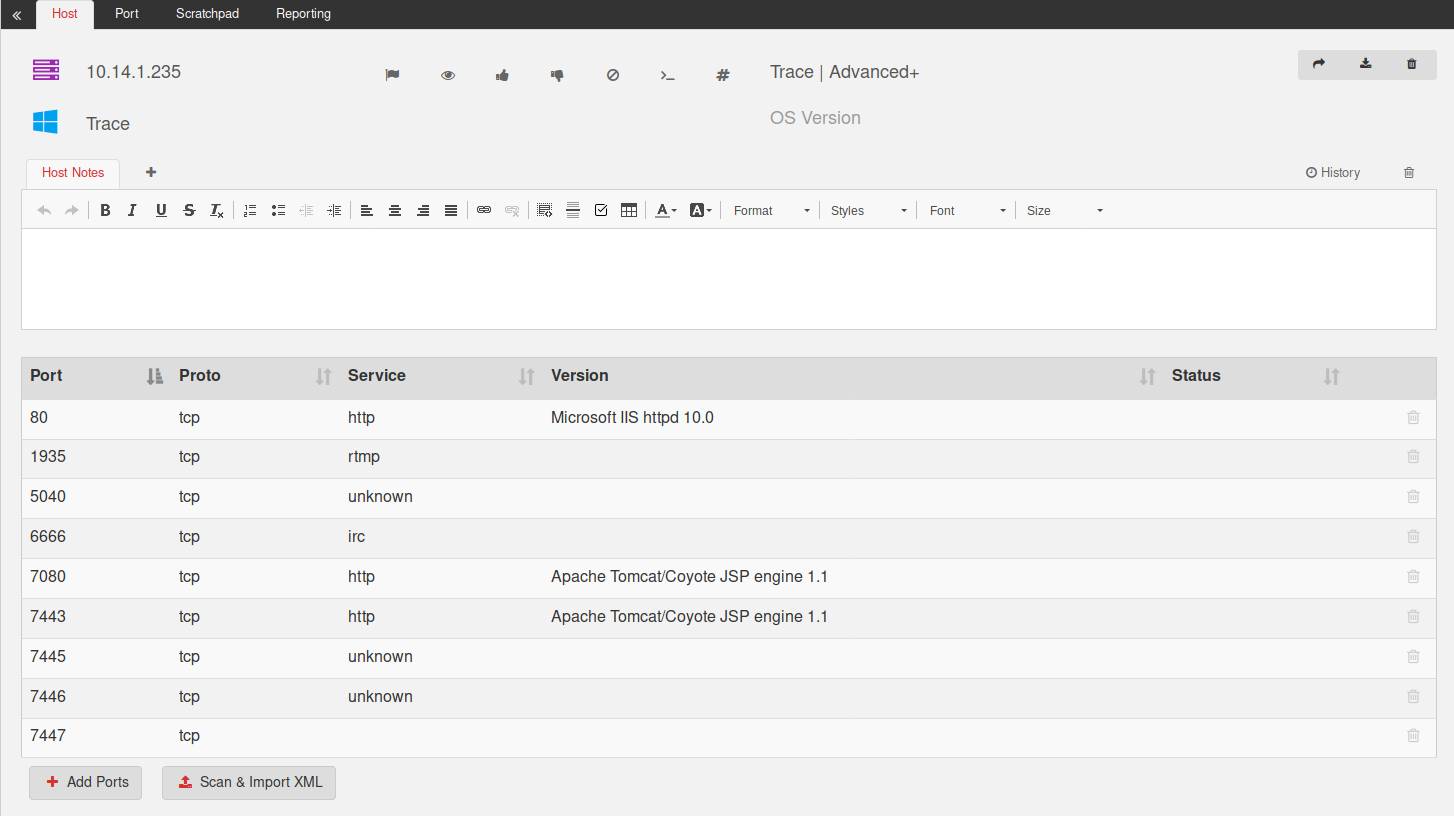 Host Port Scratchpad Reporting
10.14.1.235 Trace | Advanced+
Trace OS Version
Host Notes History
B I U S Tx A A Format Styles Font Size
Port Proto Service Version Status
80 tcp http Microsoft IIS httpd 10.0
1935 tcp rtmp
5040 tcp unknown
6666 tcp irc
7080 tcp http Apache Tomcat/Coyote JSP engine 1.1
7443 tcp http Apache Tomcat/Coyote JSP engine 1.1
7445 tcp unknown
7446 tcp unknown
7447 tcp
Add Ports Scan & Import XML